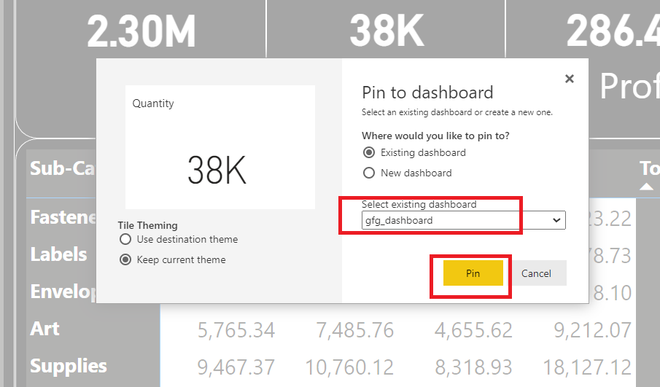 2.30M 38K 286.4
Prof
Pin to dashboard
Select an existing dashboard or create a new one.
Quantity
38K
Where would you like to pin to?
Existing dashboard
New dashboard
Select existing dashboard
gfg_dashboard
Tile Theming
Use destination theme
Keep current theme
Pin Cancel
Sub-Ca To
Fastene 23.22
Labels 78.73
Envelop 8.10
Art 5,765.34 7,485.76 4,655.62 9,212.07
Supplies 9,467.37 10,760.12 8,318.93 18,127.12